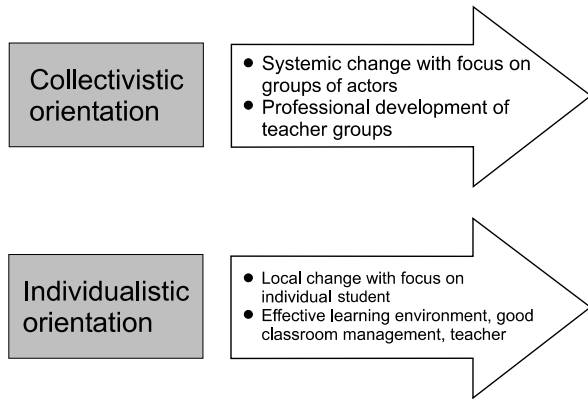 Collectivistic
orientation
● Systemic change with focus on
groups of actors
● Professional development of
teacher groups
Individualistic
orientation
● Local change with focus on
individual student
● Effective learning environment, good
classroom management, teacher